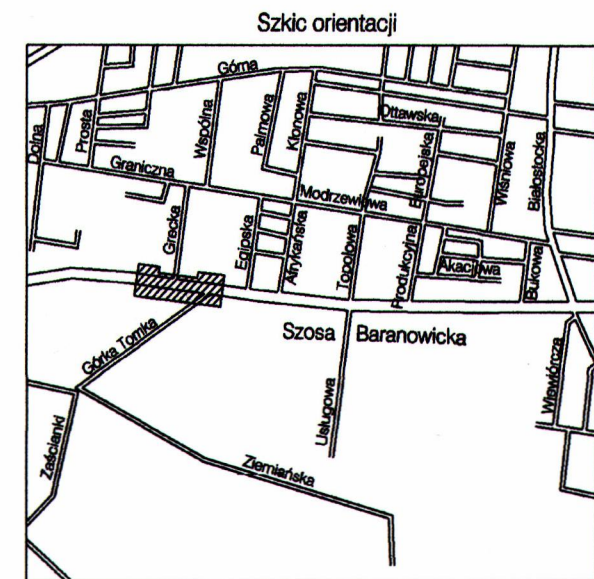 Szkic orientacji
Górna
Ottawska
Dolna
Prosta
Wspólna
Palmowa
Klonowa
Europejska
Wiśniowa
Białostocka
Graniczna
Modrzewiowa
Grecka
Egipska
Afrykańska
Topolowa
Produkcyjna
Akacjowa
Bukowa
Szosa Baranowicka
Górka Tomka
Usługowa
Wiewiórcza
Zaścianki
Ziemiańska